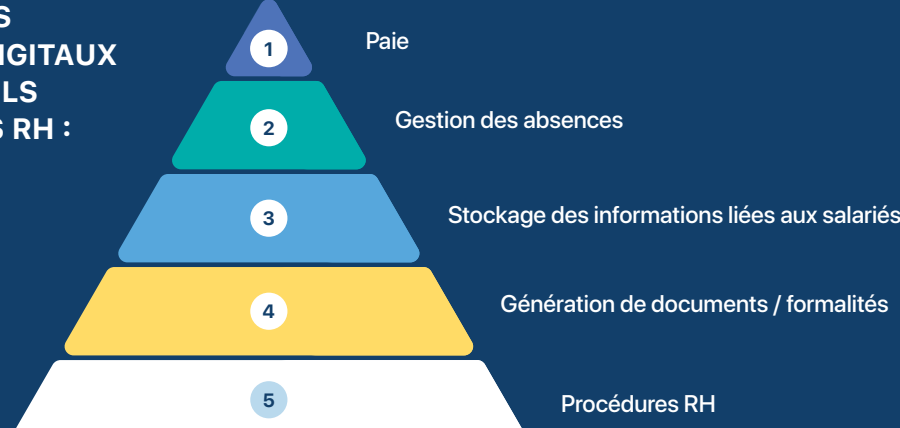 S
IGITAUX
LS
S RH :
1
Paie
2
Gestion des absences
3
Stockage des informations liées aux salariés
4
Génération de documents / formalités
5
Procédures RH